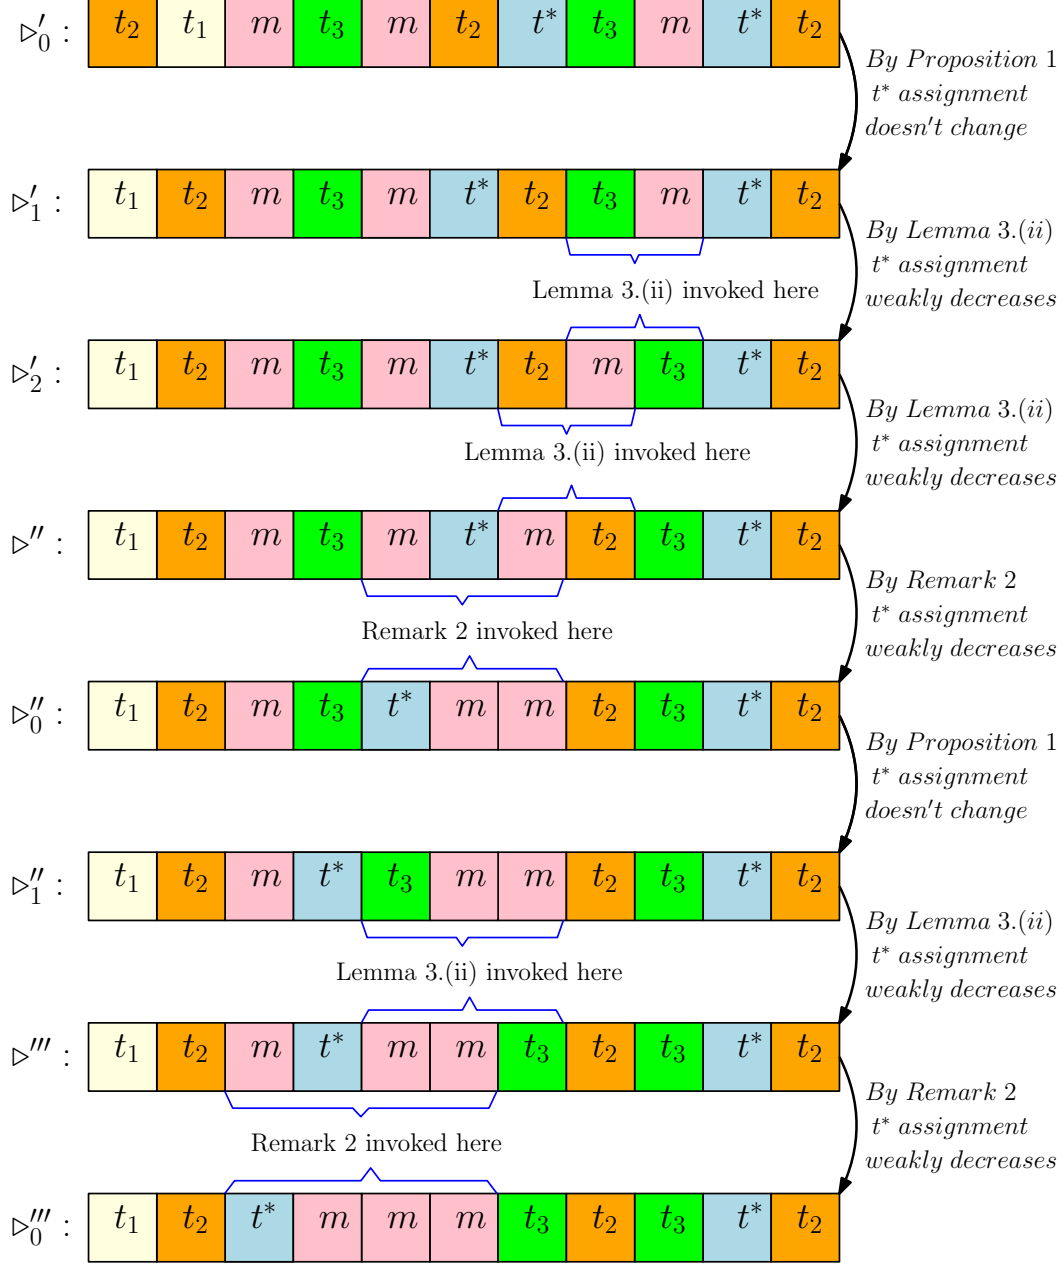 ▷′₀ : t₂ t₁ m t₃ m t₂ t* t₃ m t* t₂
By Proposition 1
t* assignment
doesn't change
▷′₁ : t₁ t₂ m t₃ m t* t₂ t₃ m t* t₂
By Lemma 3.(ii)
t* assignment
weakly decreases
Lemma 3.(ii) invoked here
▷′₂ : t₁ t₂ m t₃ m t* t₂ m t₃ t* t₂
By Lemma 3.(ii)
t* assignment
weakly decreases
Lemma 3.(ii) invoked here
▷′′ : t₁ t₂ m t₃ m t* m t₂ t₃ t* t₂
By Remark 2
t* assignment
weakly decreases
Remark 2 invoked here
▷′′₀ : t₁ t₂ m t₃ t* m m t₂ t₃ t* t₂
By Proposition 1
t* assignment
doesn't change
▷′′₁ : t₁ t₂ m t* t₃ m m t₂ t₃ t* t₂
By Lemma 3.(ii)
t* assignment
weakly decreases
Lemma 3.(ii) invoked here
▷′′′ : t₁ t₂ m t* m m t₃ t₂ t₃ t* t₂
By Remark 2
t* assignment
weakly decreases
Remark 2 invoked here
▷′′′₀ : t₁ t₂ t* m m m t₃ t₂ t₃ t* t₂